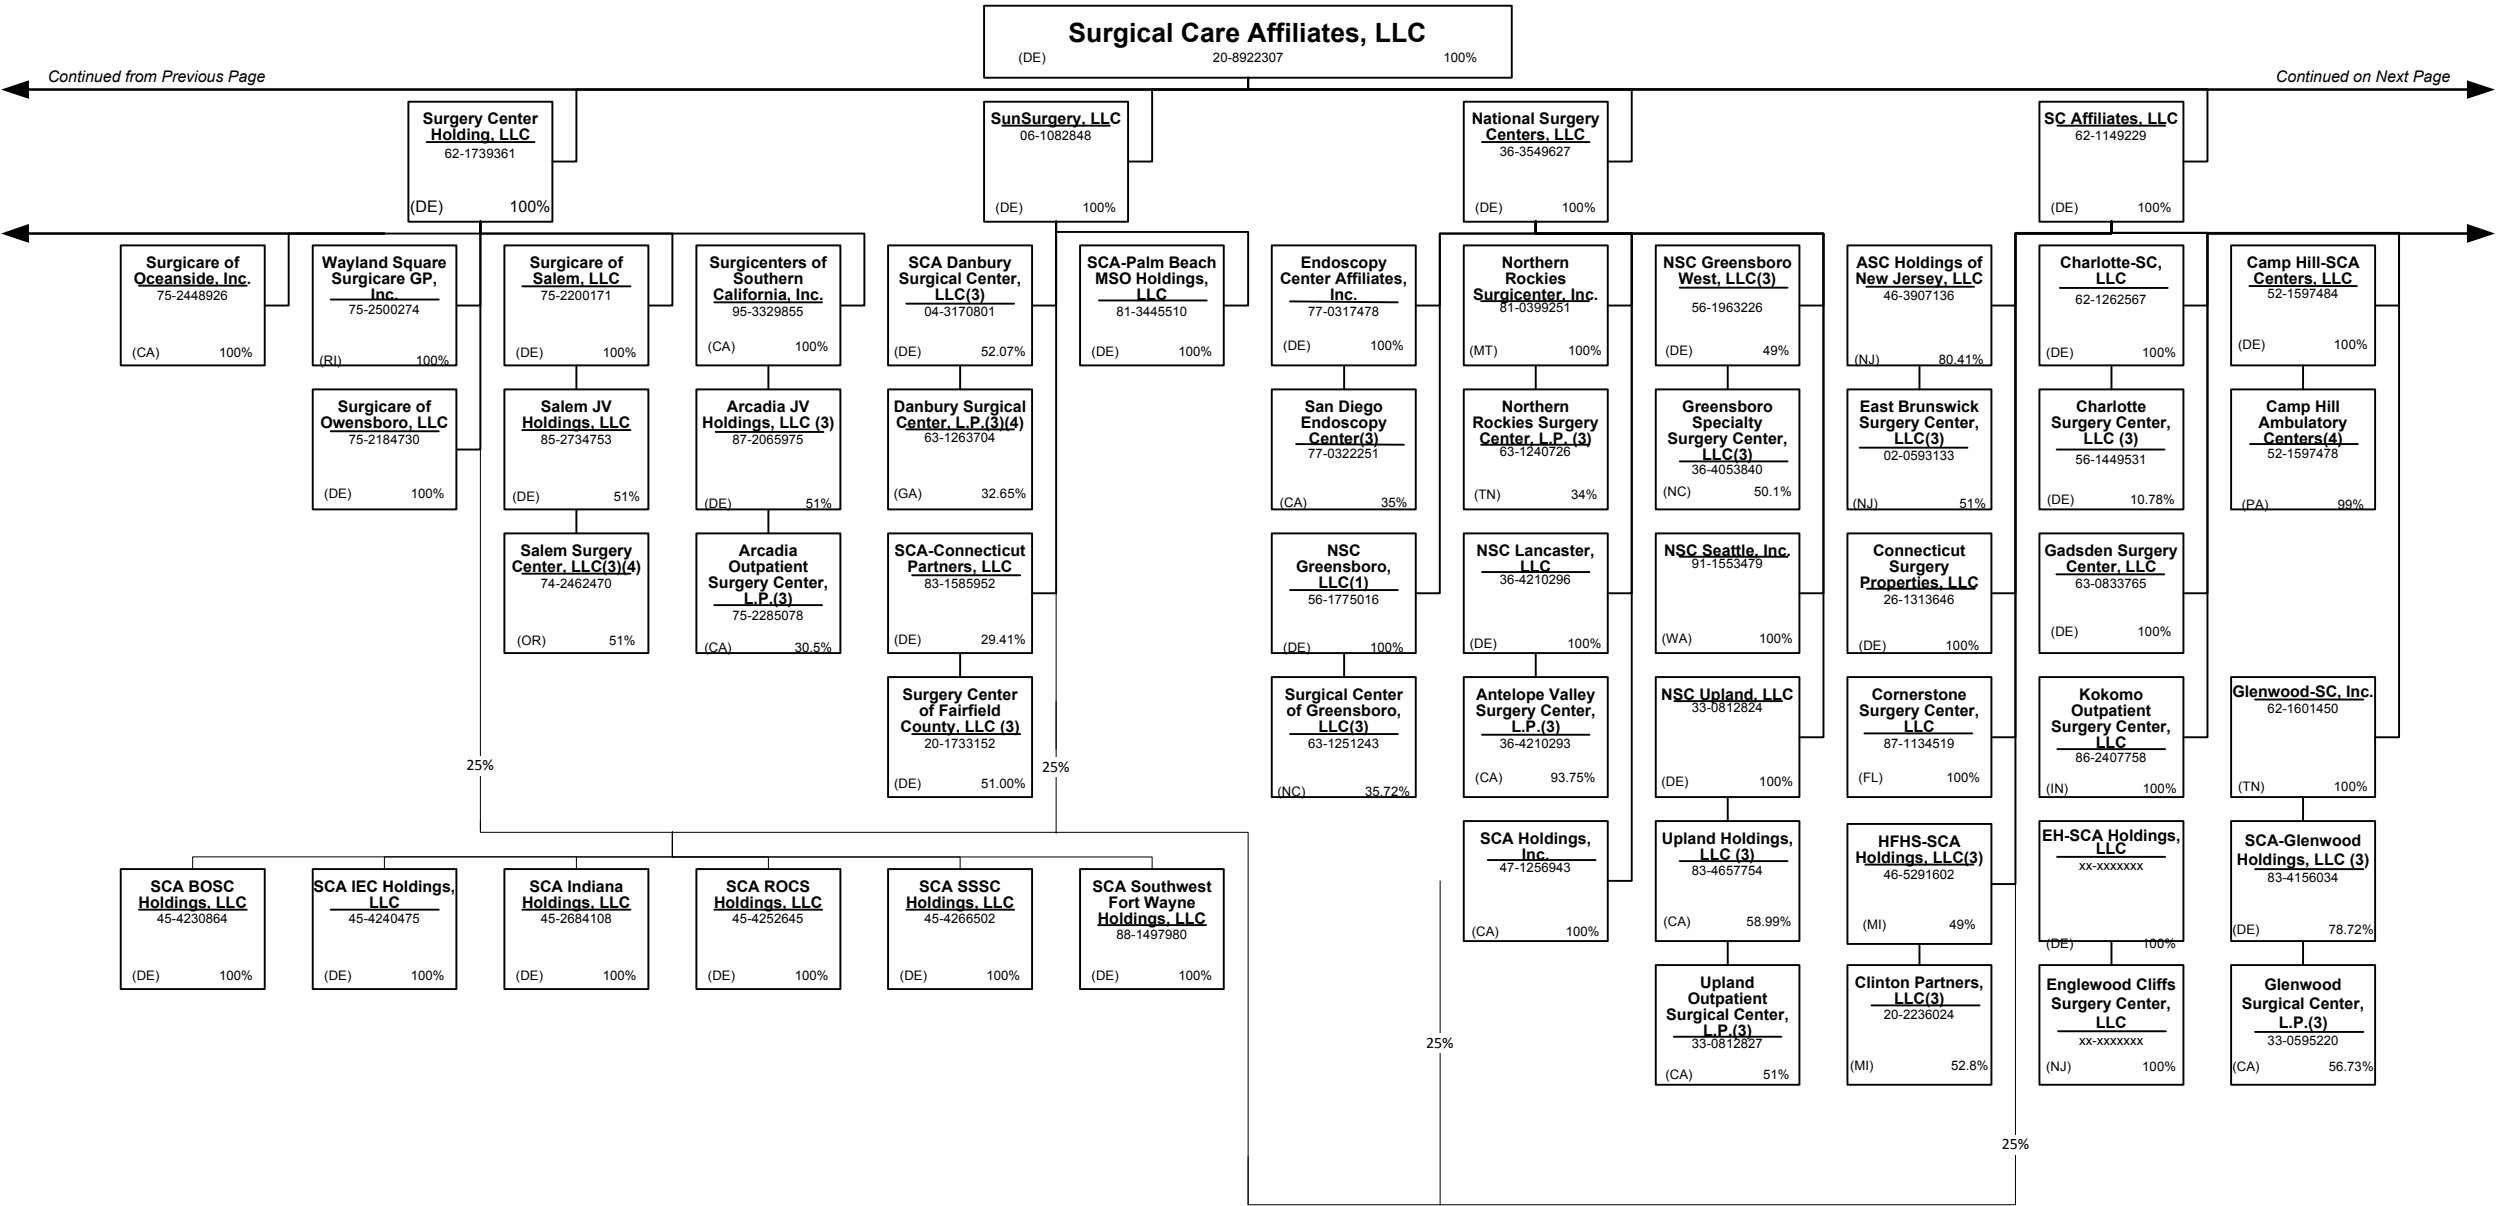 Surgical Care Affiliates, LLC
(DE) 20-8922307 100%
Continued from Previous Page
Continued on Next Page
Surgery Center
Holding, LLC
62-1739361
(DE) 100%
SunSurgery, LLC
06-1082848
(DE) 100%
National Surgery
Centers, LLC
36-3549627
(DE) 100%
SC Affiliates, LLC
62-1149229
(DE) 100%
Surgicare of
Oceanside, Inc.
75-2448926
(CA) 100%
Wayland Square
Surgicare GP,
Inc.
75-2500274
(RI) 100%
Surgicare of
Salem, LLC
75-2200171
(DE) 100%
Surgicenters of
Southern
California, Inc.
95-3329855
(CA) 100%
SCA Danbury
Surgical Center,
LLC(3)
04-3170801
(DE) 52.07%
SCA-Palm Beach
MSO Holdings,
LLC
81-3445510
(DE) 100%
Endoscopy
Center Affiliates,
Inc.
77-0317478
(DE) 100%
Northern
Rockies
Surgicenter, Inc.
81-0399251
(MT) 100%
NSC Greensboro
West, LLC(3)
56-1963226
(DE) 49%
ASC Holdings of
New Jersey, LLC
46-3907136
(NJ) 80.41%
Charlotte-SC,
LLC
62-1262567
(DE) 100%
Camp Hill-SCA
Centers, LLC
52-1597484
(DE) 100%
Surgicare of
Owensboro, LLC
75-2184730
(DE) 100%
Salem JV
Holdings, LLC
85-2734753
(DE) 51%
Arcadia JV
Holdings, LLC (3)
87-2065975
(DE) 51%
Danbury Surgical
Center, L.P.(3)(4)
63-1263704
(GA) 32.65%
San Diego
Endoscopy
Center(3)
77-0322251
(CA) 35%
Northern
Rockies Surgery
Center, L.P. (3)
63-1240726
(TN) 34%
Greensboro
Specialty
Surgery Center,
LLC(3)
36-4053840
(NC) 50.1%
East Brunswick
Surgery Center,
LLC(3)
02-0593133
(NJ) 51%
Charlotte
Surgery Center,
LLC (3)
56-1449531
(DE) 10.78%
Camp Hill
Ambulatory
Centers(4)
52-1597478
(PA) 99%
Salem Surgery
Center, LLC(3)(4)
74-2462470
(OR) 51%
Arcadia
Outpatient
Surgery Center,
L.P.(3)
75-2285078
(CA) 30.5%
SCA-Connecticut
Partners, LLC
83-1585952
(DE) 29.41%
NSC
Greensboro,
LLC(1)
56-1775016
(DE) 100%
NSC Lancaster,
LLC
36-4210296
(DE) 100%
NSC Seattle, Inc.
91-1553479
(WA) 100%
Connecticut
Surgery
Properties, LLC
26-1313646
(DE) 100%
Gadsden Surgery
Center, LLC
63-0833765
(DE) 100%
Surgery Center
of Fairfield
County, LLC (3)
20-1733152
(DE) 51.00%
Surgical Center
of Greensboro,
LLC(3)
63-1251243
(NC) 35.72%
Antelope Valley
Surgery Center,
L.P.(3)
36-4210293
(CA) 93.75%
NSC Upland, LLC
33-0812824
(DE) 100%
Cornerstone
Surgery Center,
LLC
87-1134519
(FL) 100%
Kokomo
Outpatient
Surgery Center,
LLC
86-2407758
(IN) 100%
Glenwood-SC, Inc.
62-1601450
(TN) 100%
25%
25%
SCA Holdings,
Inc.
47-1256943
(CA) 100%
Upland Holdings,
LLC (3)
83-4657754
(CA) 58.99%
HFHS-SCA
Holdings, LLC(3)
46-5291602
(MI) 49%
EH-SCA Holdings,
LLC
xx-xxxxxxx
(DE) 100%
SCA-Glenwood
Holdings, LLC (3)
83-4156034
(DE) 78.72%
SCA BOSC
Holdings, LLC
45-4230864
(DE) 100%
SCA IEC Holdings,
LLC
45-4240475
(DE) 100%
SCA Indiana
Holdings, LLC
45-2684108
(DE) 100%
SCA ROCS
Holdings, LLC
45-4252645
(DE) 100%
SCA SSSC
Holdings, LLC
45-4266502
(DE) 100%
SCA Southwest
Fort Wayne
Holdings, LLC
88-1497980
(DE) 100%
Upland
Outpatient
Surgical Center,
L.P.(3)
33-0812827
(CA) 51%
Clinton Partners,
LLC(3)
20-2236024
(MI) 52.8%
Englewood Cliffs
Surgery Center,
LLC
xx-xxxxxxx
(NJ) 100%
Glenwood
Surgical Center,
L.P.(3)
33-0595220
(CA) 56.73%
25%
25%